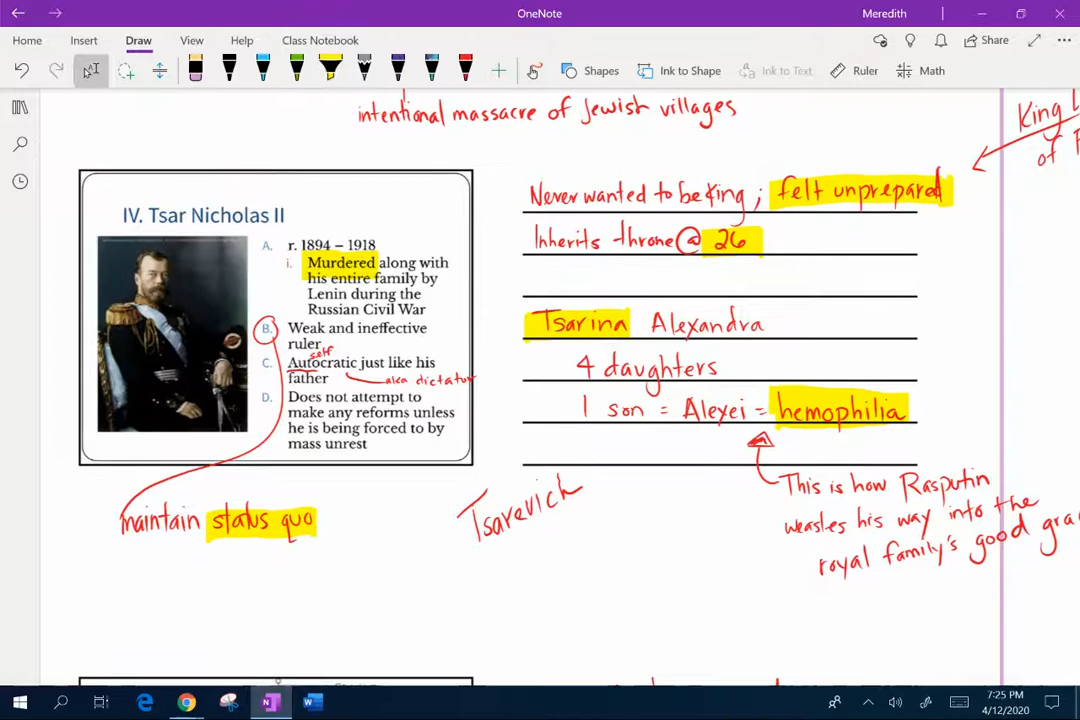 OneNote
Meredith
Home Insert Draw View Help Class Notebook
Share
Shapes Ink to Shape Ink to Text Ruler Math
intentional massacre of Jewish villages
King L
of F
IV. Tsar Nicholas II
A. r. 1894 – 1918
i. Murdered along with
his entire family by
Lenin during the
Russian Civil War
B. Weak and ineffective
ruler
self
C. Autocratic just like his
father
aka dictator
D. Does not attempt to
make any reforms unless
he is being forced to by
mass unrest
Never wanted to be King; felt unprepared
Inherits throne @ 26
Tsarina Alexandra
4 daughters
1 son = Alexei = hemophilia
This is how Rasputin
weasles his way into the
royal family's good gra
maintain status quo
Tsarevich
7:25 PM
4/12/2020